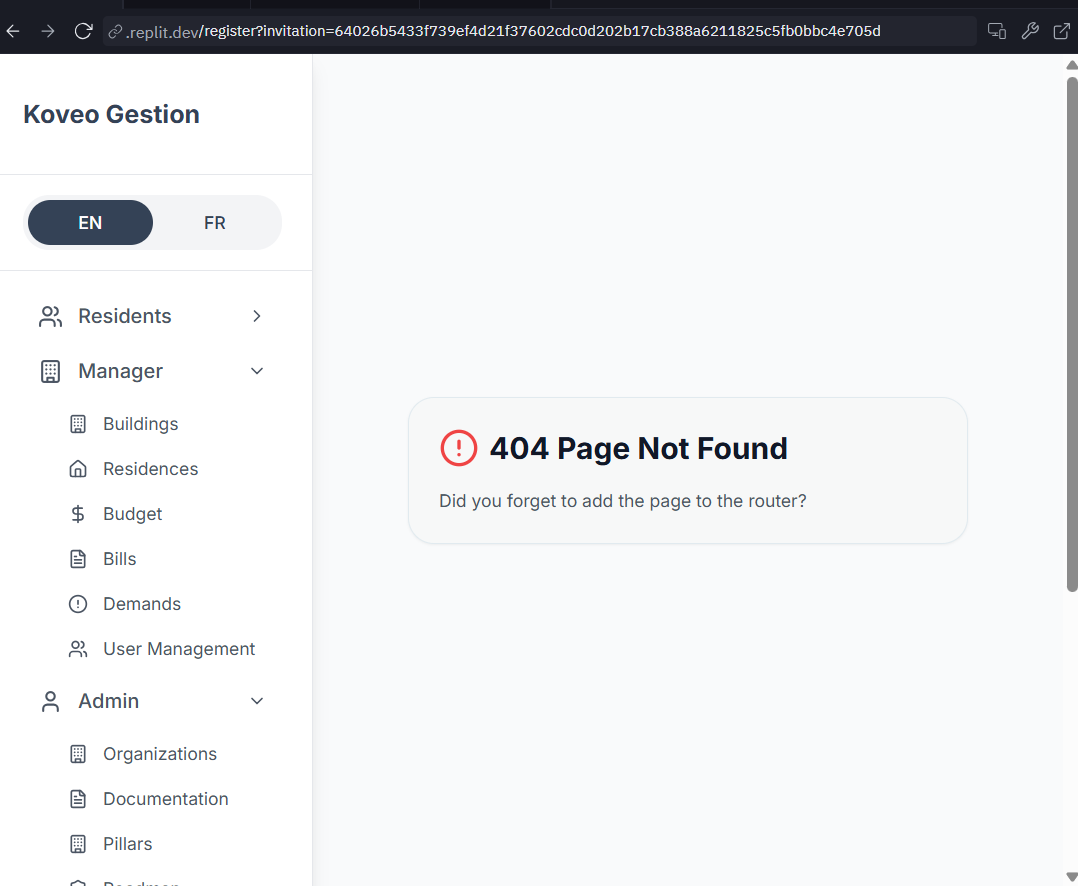 .replit.dev/register?invitation=64026b5433f739ef4d21f37602cdc0d202b17cb388a6211825c5fb0bbc4e705d
Koveo Gestion
EN FR
Residents
Manager
Buildings
Residences
Budget
Bills
Demands
User Management
Admin
Organizations
Documentation
Pillars
404 Page Not Found
Did you forget to add the page to the router?